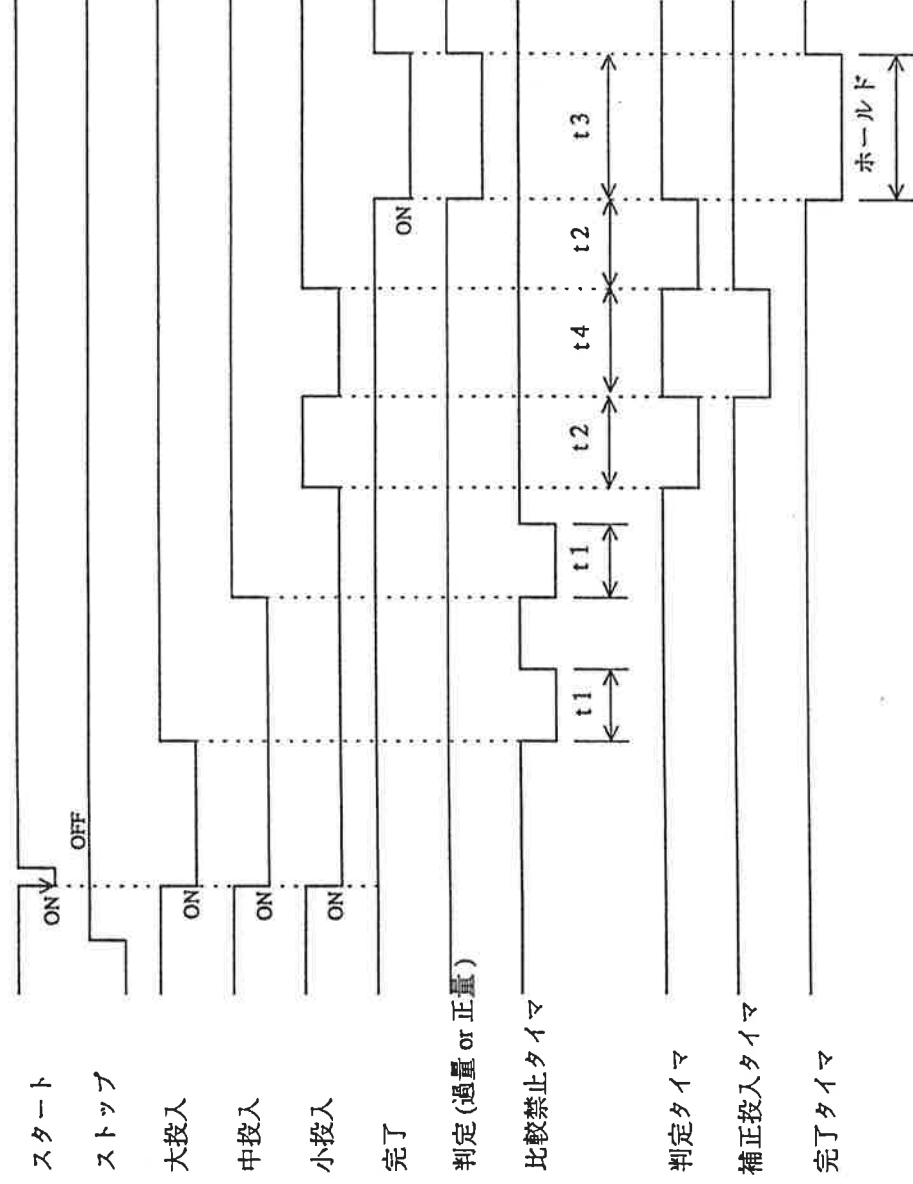 スタート
ON
ストップ
OFF
大投入
ON
中投入
ON
小投入
ON
完了
ON
判定(過量 or 正量)
比較禁止タイマ
t1
t1
t2
t4
t2
t3
判定タイマ
補正投入タイマ
完了タイマ
ホールド